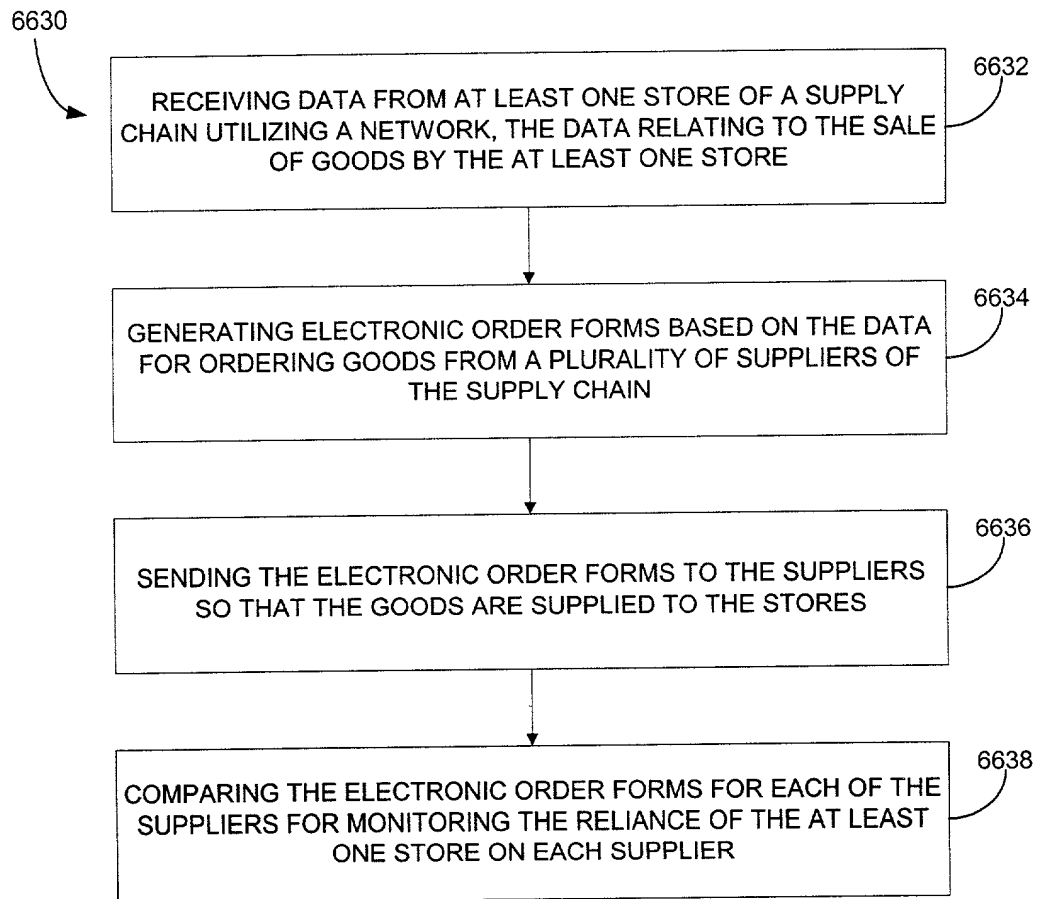 6630
6632
RECEIVING DATA FROM AT LEAST ONE STORE OF A SUPPLY
CHAIN UTILIZING A NETWORK, THE DATA RELATING TO THE SALE
OF GOODS BY THE AT LEAST ONE STORE
6634
GENERATING ELECTRONIC ORDER FORMS BASED ON THE DATA
FOR ORDERING GOODS FROM A PLURALITY OF SUPPLIERS OF
THE SUPPLY CHAIN
6636
SENDING THE ELECTRONIC ORDER FORMS TO THE SUPPLIERS
SO THAT THE GOODS ARE SUPPLIED TO THE STORES
6638
COMPARING THE ELECTRONIC ORDER FORMS FOR EACH OF THE
SUPPLIERS FOR MONITORING THE RELIANCE OF THE AT LEAST
ONE STORE ON EACH SUPPLIER